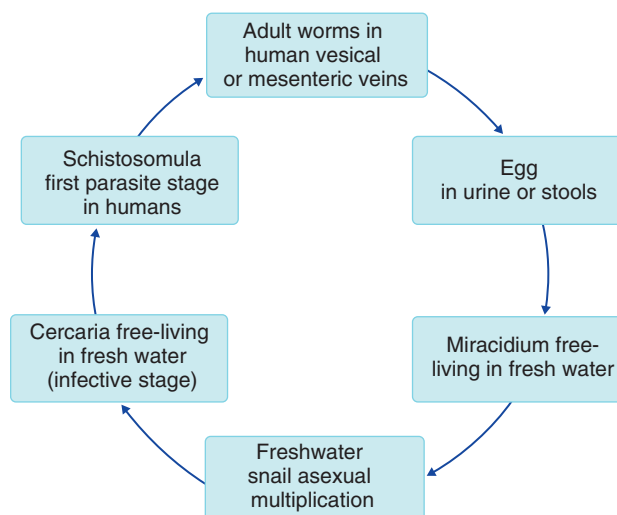 Adult worms in
human vesical
or mesenteric veins
Egg
in urine or stools
Miracidium free-
living in fresh water
Freshwater
snail asexual
multiplication
Cercaria free-living
in fresh water
(infective stage)
Schistosomula
first parasite stage
in humans